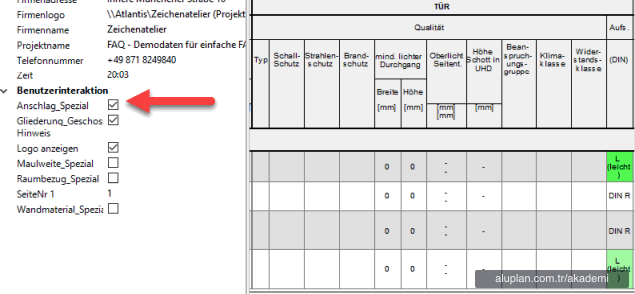 Firmenlogo \\Atlantis\Zeichenatelier (Projekt
Firmenname Zeichenatelier
Projektname FAQ - Demodaten für einfache FA
Telefonnummer +49 871 8249840
Zeit 20:03
Benutzerinteraktion
Anschlag_Spezial
Gliederung_Geschos
Hinweis
Logo anzeigen
Maulweite_Spezial
Raumbezug_Spezial
SeiteNr 1 1
Wandmaterial_Spezi
TÜR
Qualität Aufs.
Typ Schall-Schutz Strahlen-schutz Brand-schutz mind. lichter Durchgang Oberlicht Seitent. Höhe Schott in UHD Bean-spruch-ungs-gruppe Klima-klasse Wider-stands-klasse (DIN)
Breite Höhe
[mm] [mm] [mm] [mm] [mm]
0 0 - - - L (leicht)
0 0 - - - DIN R
0 0 - - - DIN R
0 0 - - - L (leicht)
aluplan.com.tr/akademi